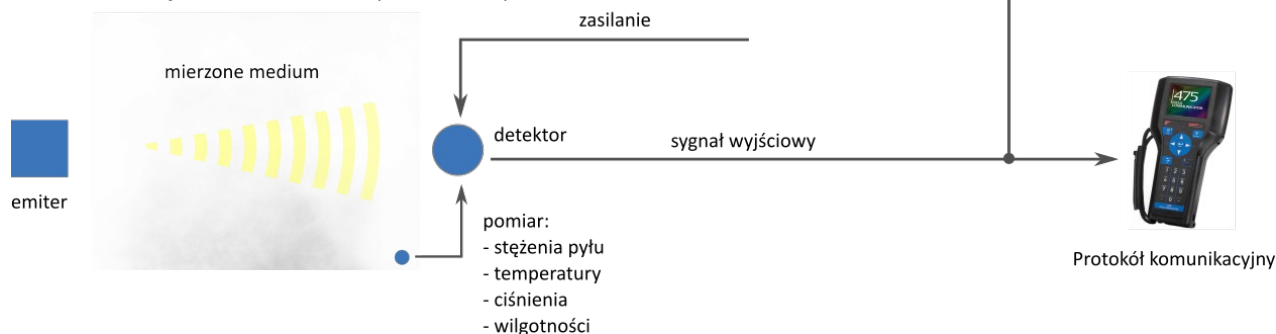 zasilanie
mierzone medium
475
detektor
sygnał wyjściowy
emiter
pomiar:
- stężenia pyłu
- temperatury
- ciśnienia
- wilgotności
Protokół komunikacyjny